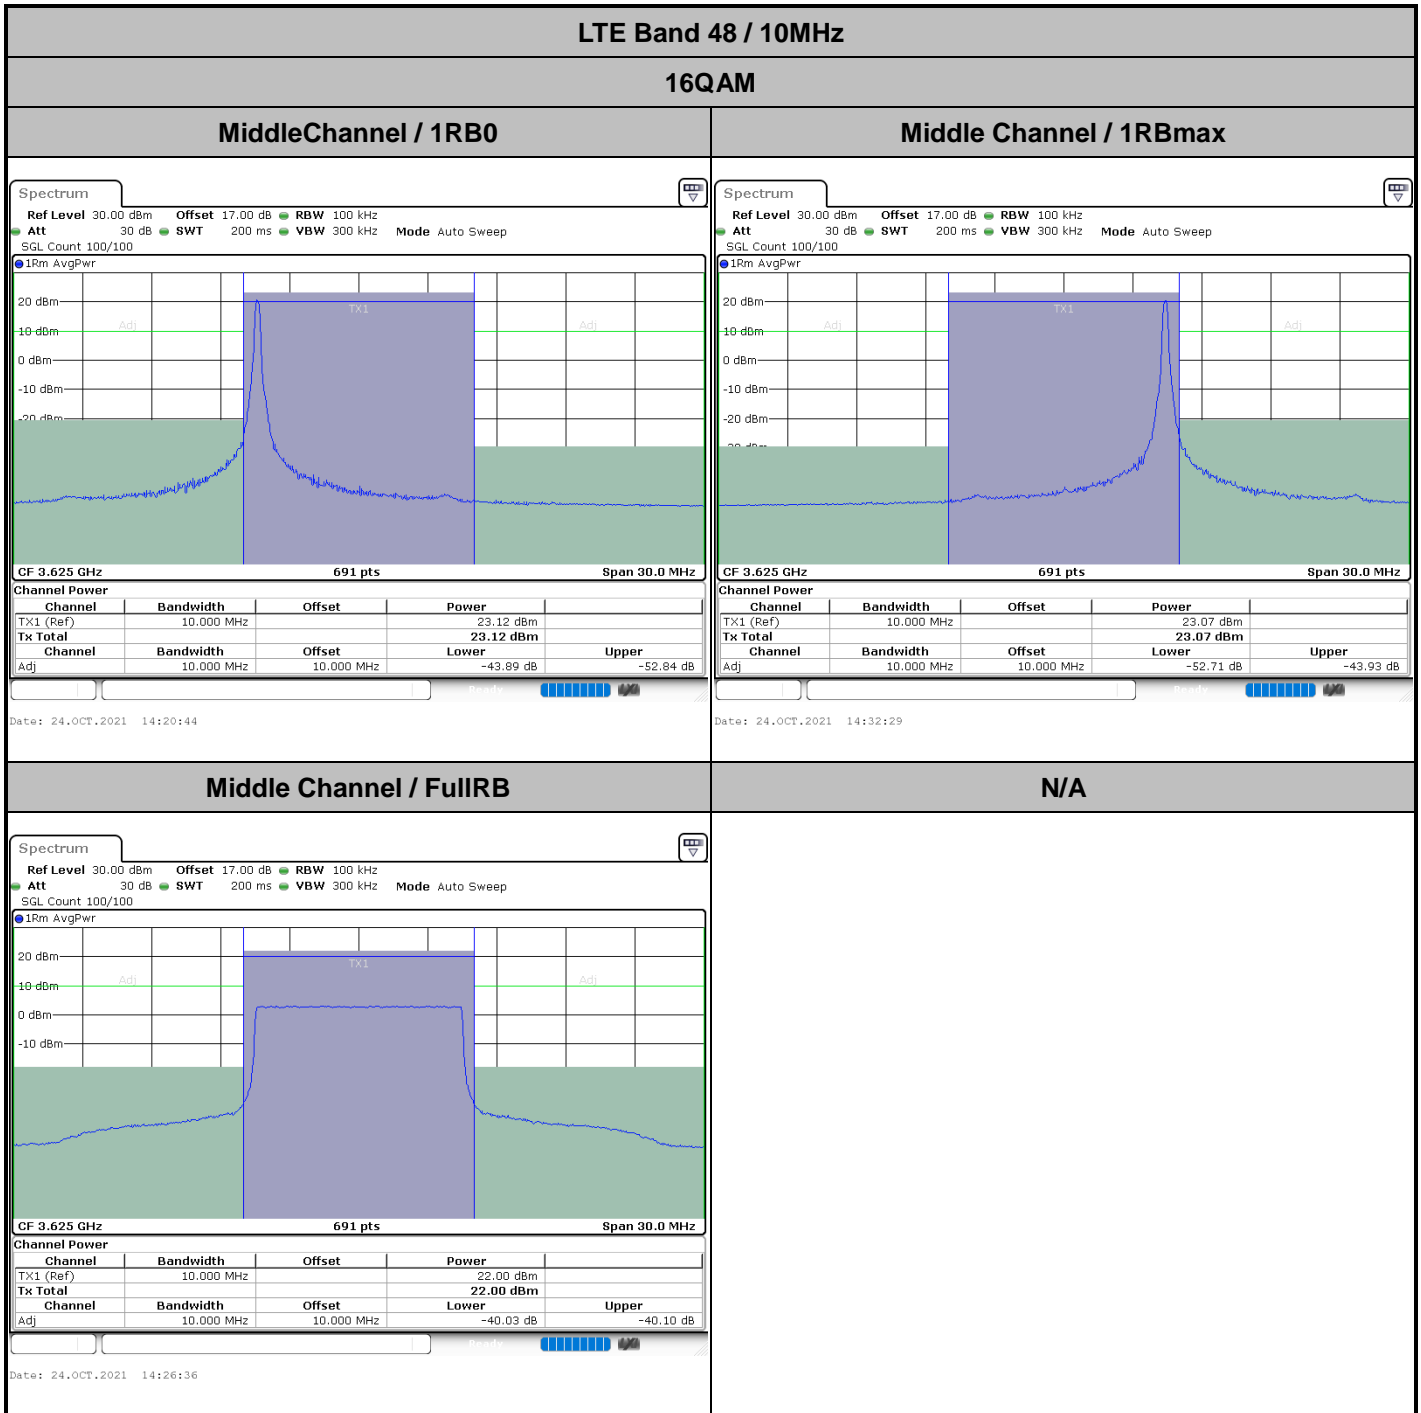 LTE Band 48 / 10MHz
16QAM
MiddleChannel / 1RB0
Middle Channel / 1RBmax
Spectrum
Ref Level 30.00 dBm Offset 17.00 dB RBW 100 kHz
Att 30 dB SWT 200 ms VBW 300 kHz Mode Auto Sweep
SGL Count 100/100
1Rm AvgPwr
20 dBm
TX1
Adj
Adj
10 dBm
0 dBm
-10 dBm
-20 dBm
CF 3.625 GHz 691 pts Span 30.0 MHz
Channel Power
Channel Bandwidth Offset Power
TX1 (Ref) 10.000 MHz 23.12 dBm
Tx Total 23.12 dBm
Channel Bandwidth Offset Lower Upper
Adj 10.000 MHz 10.000 MHz -43.89 dB -52.84 dB
Ready
Date: 24.OCT.2021 14:20:44
Spectrum
Ref Level 30.00 dBm Offset 17.00 dB RBW 100 kHz
Att 30 dB SWT 200 ms VBW 300 kHz Mode Auto Sweep
SGL Count 100/100
1Rm AvgPwr
20 dBm
TX1
Adj
Adj
10 dBm
0 dBm
-10 dBm
-20 dBm
CF 3.625 GHz 691 pts Span 30.0 MHz
Channel Power
Channel Bandwidth Offset Power
TX1 (Ref) 10.000 MHz 23.07 dBm
Tx Total 23.07 dBm
Channel Bandwidth Offset Lower Upper
Adj 10.000 MHz 10.000 MHz -52.71 dB -43.93 dB
Ready
Date: 24.OCT.2021 14:32:29
Middle Channel / FullRB
N/A
Spectrum
Ref Level 30.00 dBm Offset 17.00 dB RBW 100 kHz
Att 30 dB SWT 200 ms VBW 300 kHz Mode Auto Sweep
SGL Count 100/100
1Rm AvgPwr
20 dBm
TX1
Adj
Adj
10 dBm
0 dBm
-10 dBm
CF 3.625 GHz 691 pts Span 30.0 MHz
Channel Power
Channel Bandwidth Offset Power
TX1 (Ref) 10.000 MHz 22.00 dBm
Tx Total 22.00 dBm
Channel Bandwidth Offset Lower Upper
Adj 10.000 MHz 10.000 MHz -40.03 dB -40.10 dB
Ready
Date: 24.OCT.2021 14:26:36